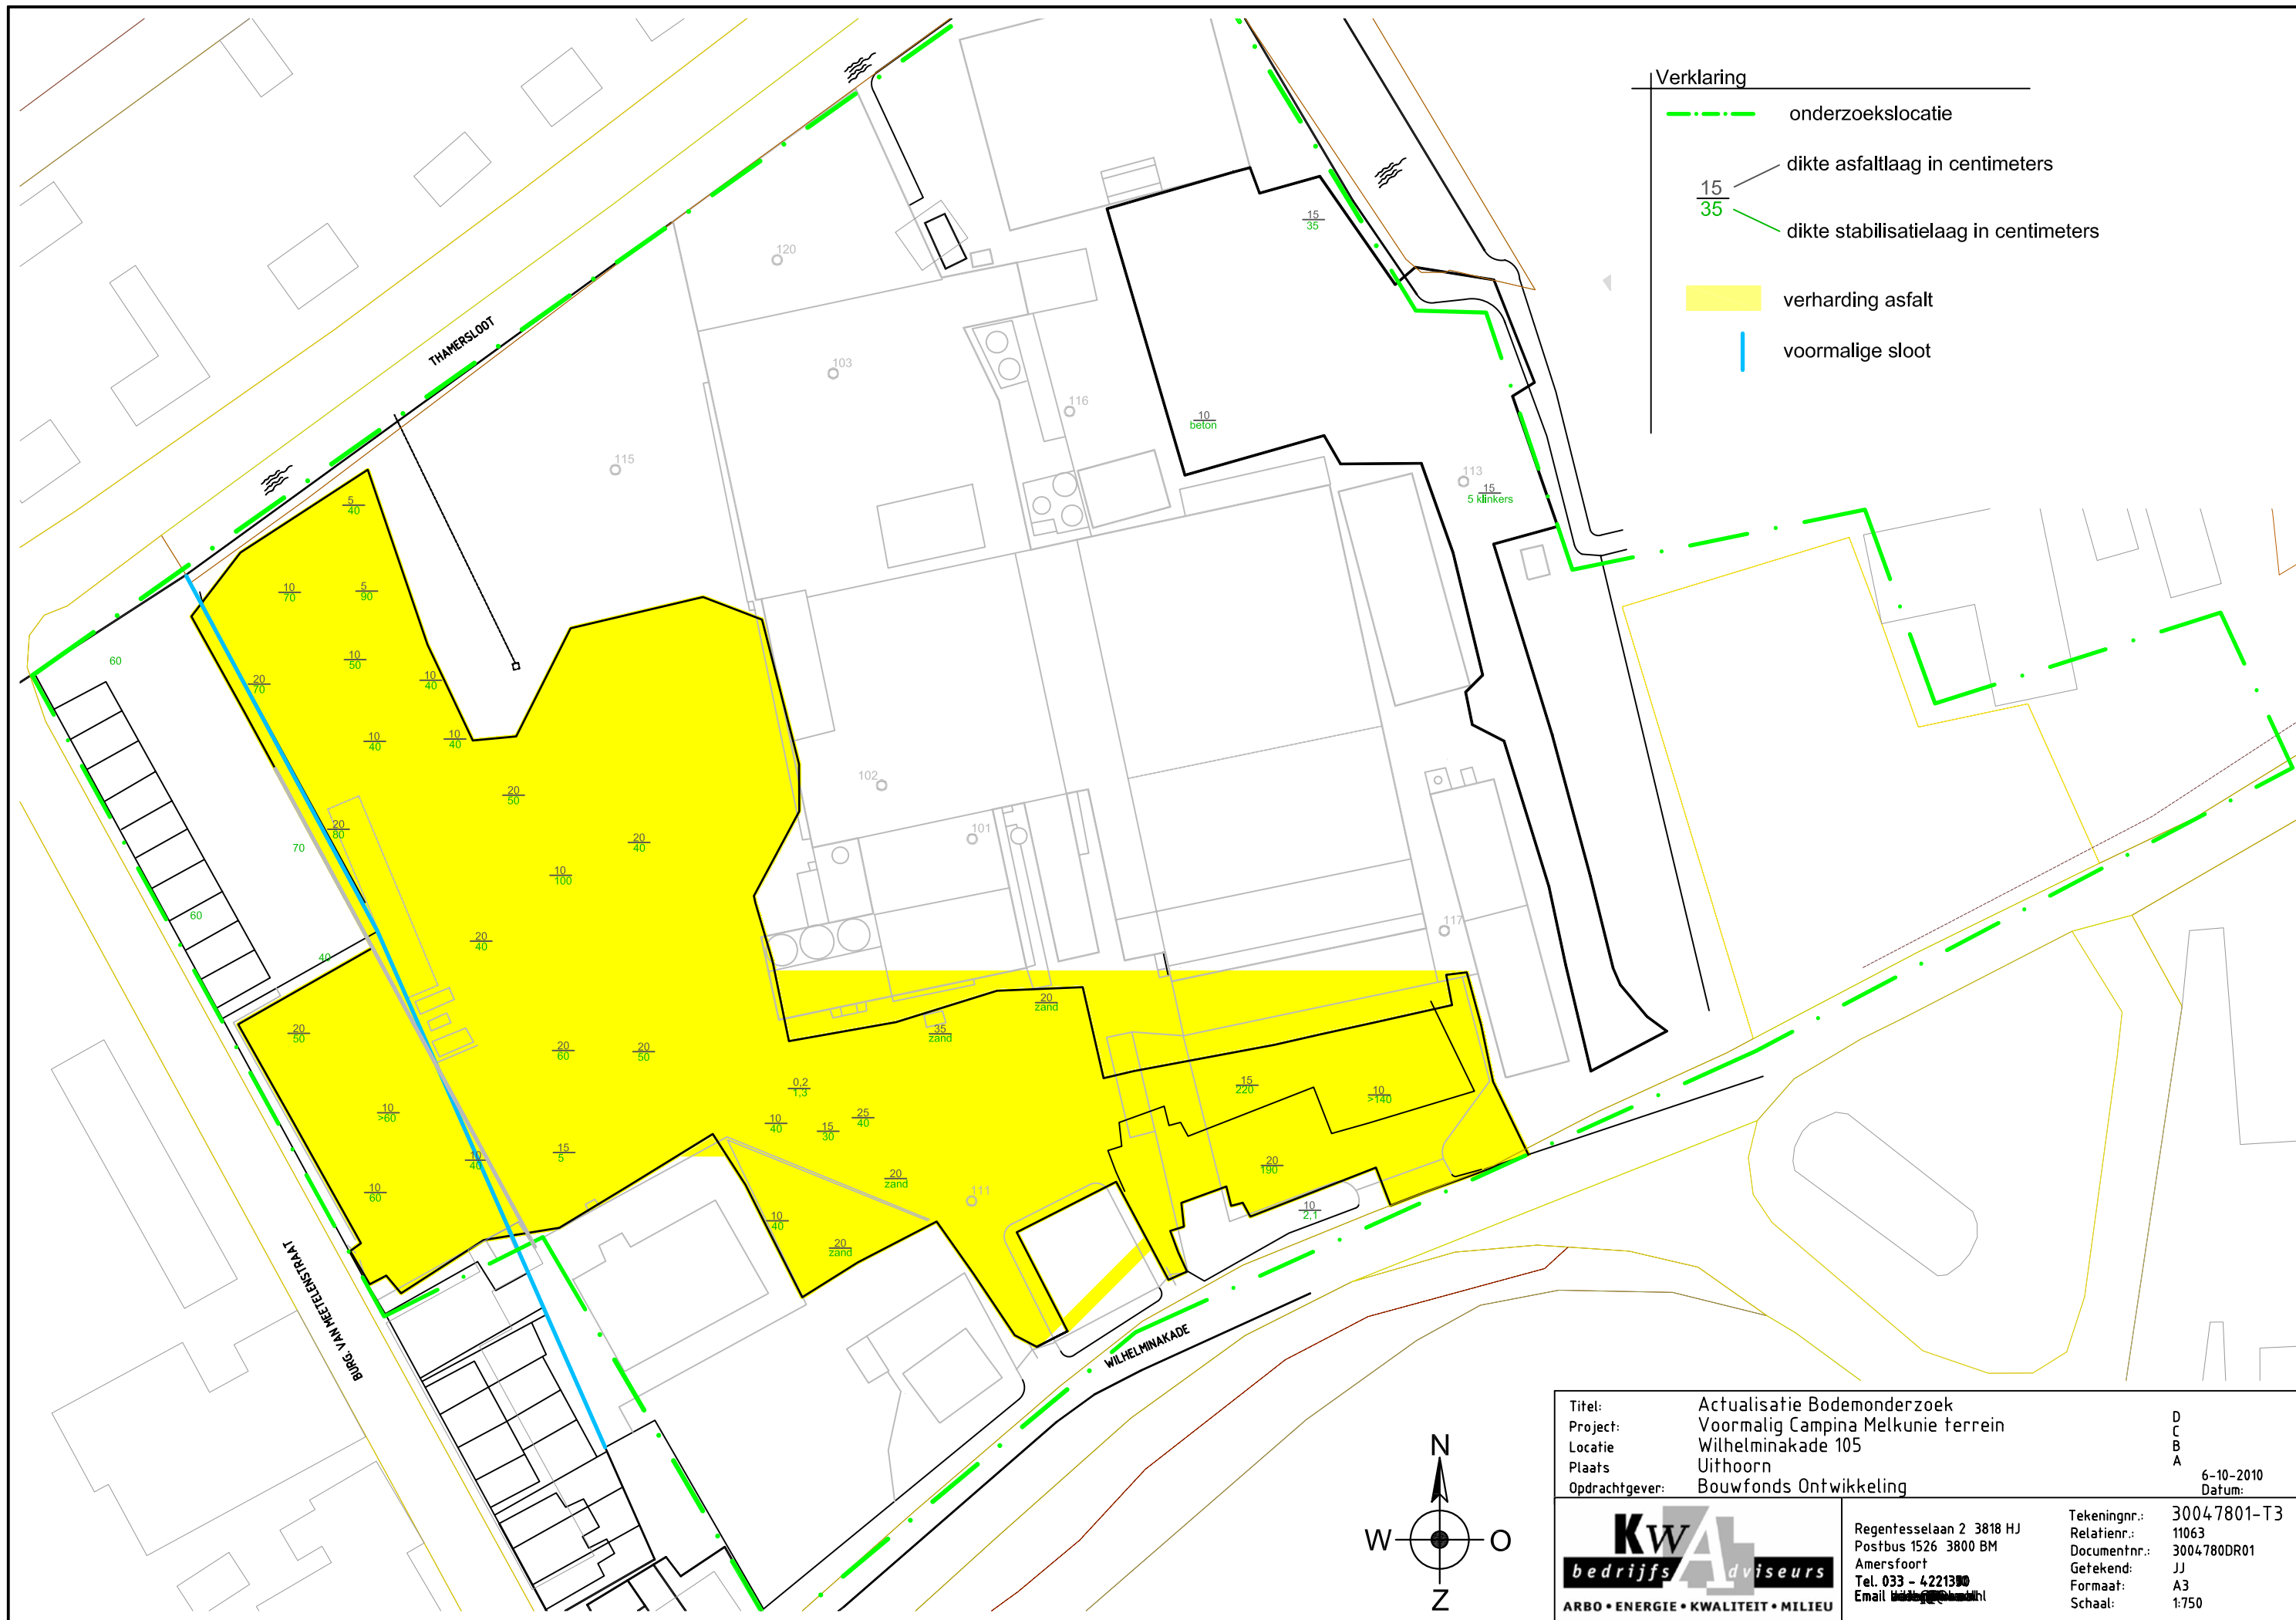 Verklaring
onderzoekslocatie
dikte asfaltlaag in centimeters
15
35
dikte stabilisatielaag in centimeters
verharding asfalt
voormalige sloot
THAMERSLOOT
120
103
115
116
113
102
101
117
111
15
35
10
beton
15
5 klinkers
5
40
10
70
5
90
10
50
10
40
20
70
10
40
10
40
60
20
50
20
80
70
20
40
10
100
60
20
40
40
20
50
20
60
20
50
35
zand
20
zand
0,2
1,3
10
40
15
30
25
40
15
220
10
>140
10
>60
10
40
15
5
20
zand
20
190
10
60
10
40
20
zand
10
2,1
BURG. VAN MEETELENSTRAAT
WILHELMINAKADE
N
W
O
Z
Titel: Actualisatie Bodemonderzoek
Project: Voormalig Campina Melkunie terrein
Locatie Wilhelminakade 105
Plaats Uithoorn
Opdrachtgever: Bouwfonds Ontwikkeling
D
C
B
A
6-10-2010
Datum:
KWA
bedrijfs Adviseurs
ARBO • ENERGIE • KWALITEIT • MILIEU
Regentesselaan 2 3818 HJ
Postbus 1526 3800 BM
Amersfoort
Tel. 033 -
Email
Tekeningnr.: 30047801-T3
Relatienr.: 11063
Documentnr.: 3004780DR01
Getekend: JJ
Formaat: A3
Schaal: 1:750